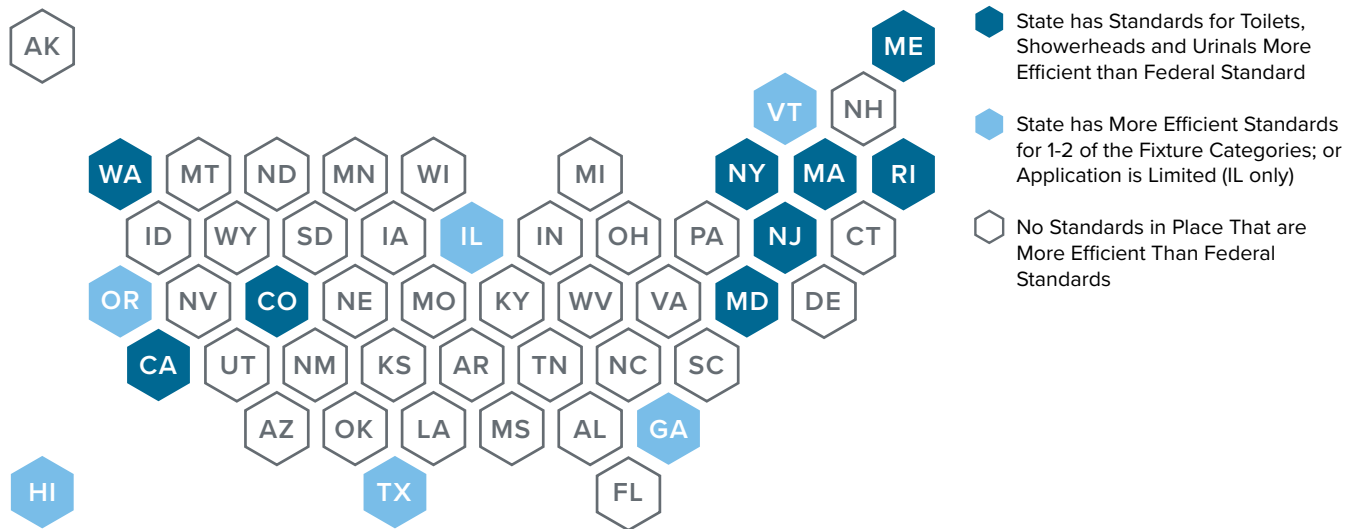 AK
ME
VT
NH
WA
MT
ND
MN
WI
MI
NY
MA
RI
ID
WY
SD
IA
IL
IN
OH
PA
NJ
CT
OR
NV
CO
NE
MO
KY
WV
VA
MD
DE
CA
UT
NM
KS
AR
TN
NC
SC
AZ
OK
LA
MS
AL
GA
HI
TX
FL
State has Standards for Toilets,
Showerheads and Urinals More
Efficient than Federal Standard
State has More Efficient Standards
for 1-2 of the Fixture Categories; or
Application is Limited (IL only)
No Standards in Place That are
More Efficient Than Federal
Standards